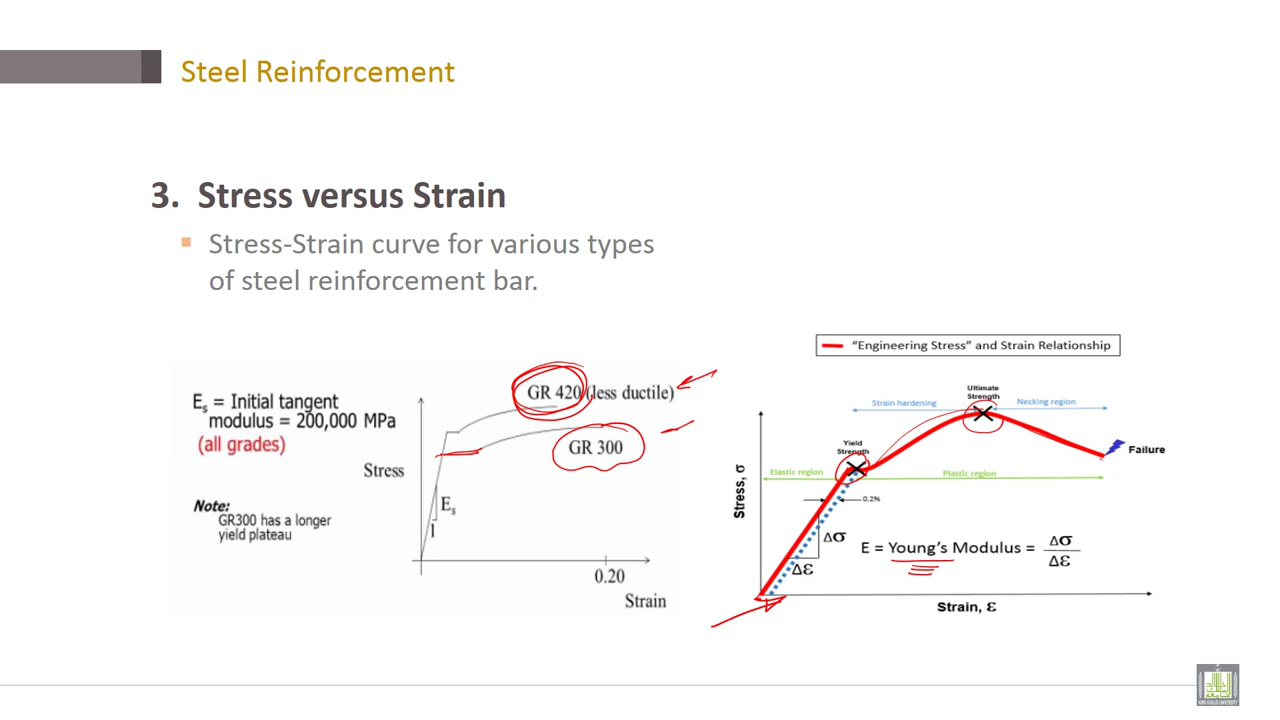 Steel Reinforcement
3. Stress versus Strain
Stress-Strain curve for various types
of steel reinforcement bar.
Es = Initial tangent
modulus = 200,000 MPa
(all grades)
Note:
GR300 has a longer
yield plateau
GR 420 (less ductile)
GR 300
Stress
Es
1
0.20
Strain
"Engineering Stress" and Strain Relationship
Ultimate
Strength
Strain hardening
Necking region
Yield
Strength
Failure
Elastic region
Plastic region
Stress, σ
0.2%
Δσ
Δε
E = Young's Modulus = Δσ
Δε
Strain, ε
KING KHALID UNIVERSITY